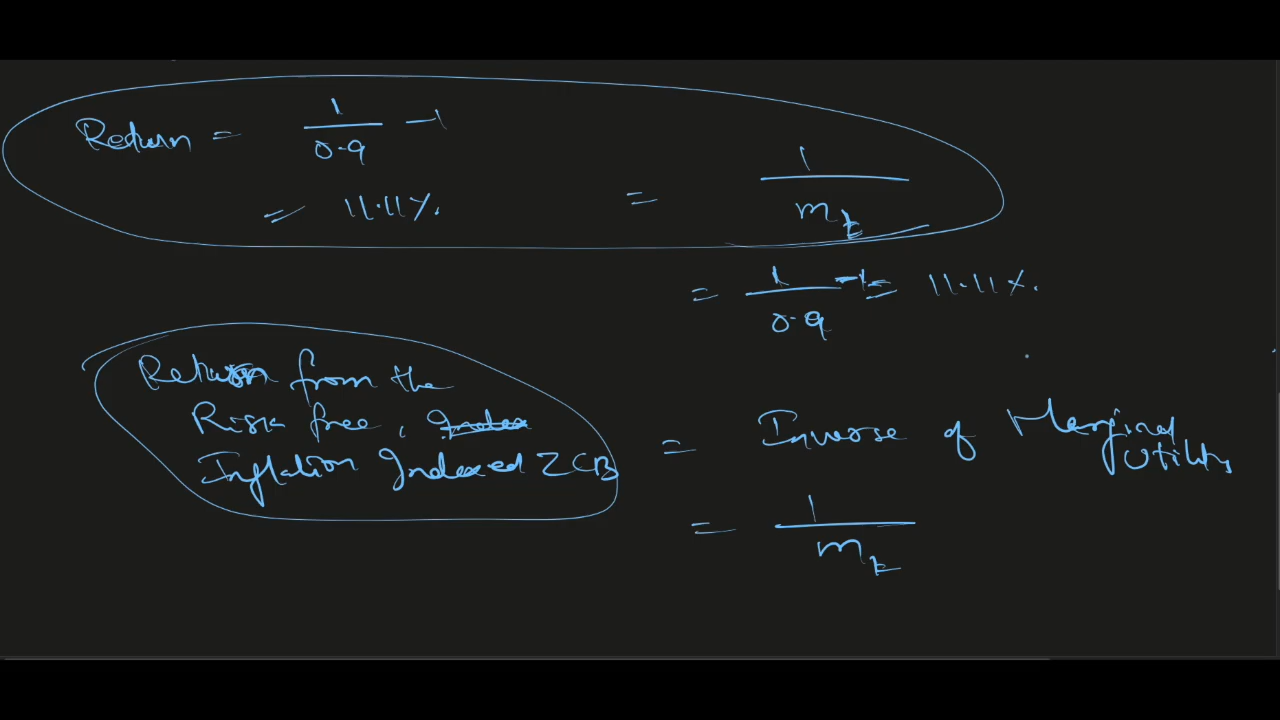 Return = 1/0.9 -1
= 11.11% = 1/m_t
= 1/0.9 -1 = 11.11%.
Return from the
Risk free, Index
Inflation Indexed ZCB
= Inverse of Marginal
Utility
= 1/m_t